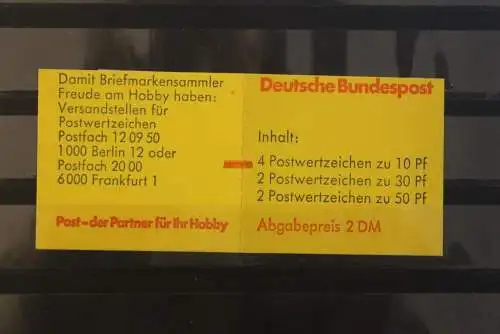 Damit Briefmarkensammler
Freude am Hobby haben:
Versandstellen für
Postwertzeichen
Postfach 12 09 50
1000 Berlin 12 oder
Postfach 20 00
6000 Frankfurt 1
Post–der Partner für Ihr Hobby
Deutsche Bundespost
Inhalt:
4 Postwertzeichen zu 10 Pf
2 Postwertzeichen zu 30 Pf
2 Postwertzeichen zu 50 Pf
Abgabepreis 2 DM